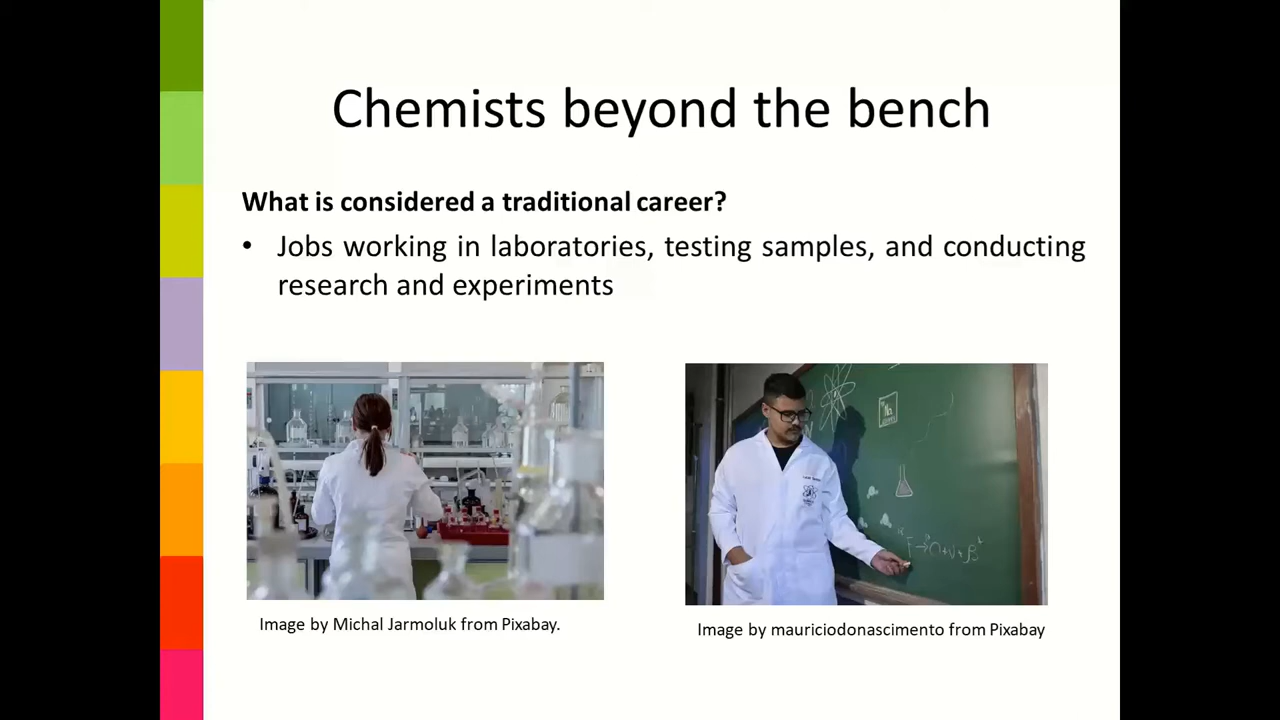 Chemists beyond the bench
What is considered a traditional career?
• Jobs working in laboratories, testing samples, and conducting
research and experiments
Na
Image by Michal Jarmoluk from Pixabay.
Image by mauriciodonascimento from Pixabay